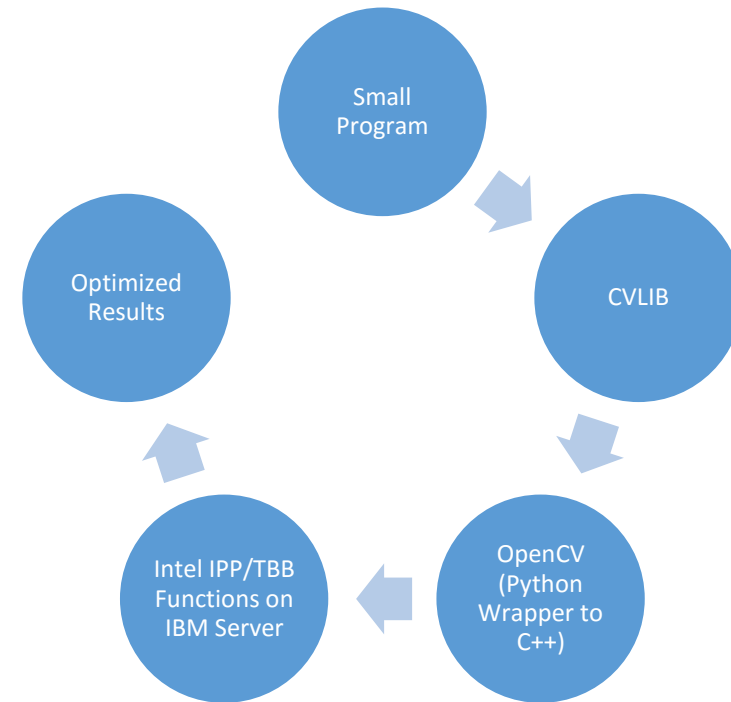 Small
Program
CVLIB
OpenCV
(Python
Wrapper to
C++)
Intel IPP/TBB
Functions on
IBM Server
Optimized
Results